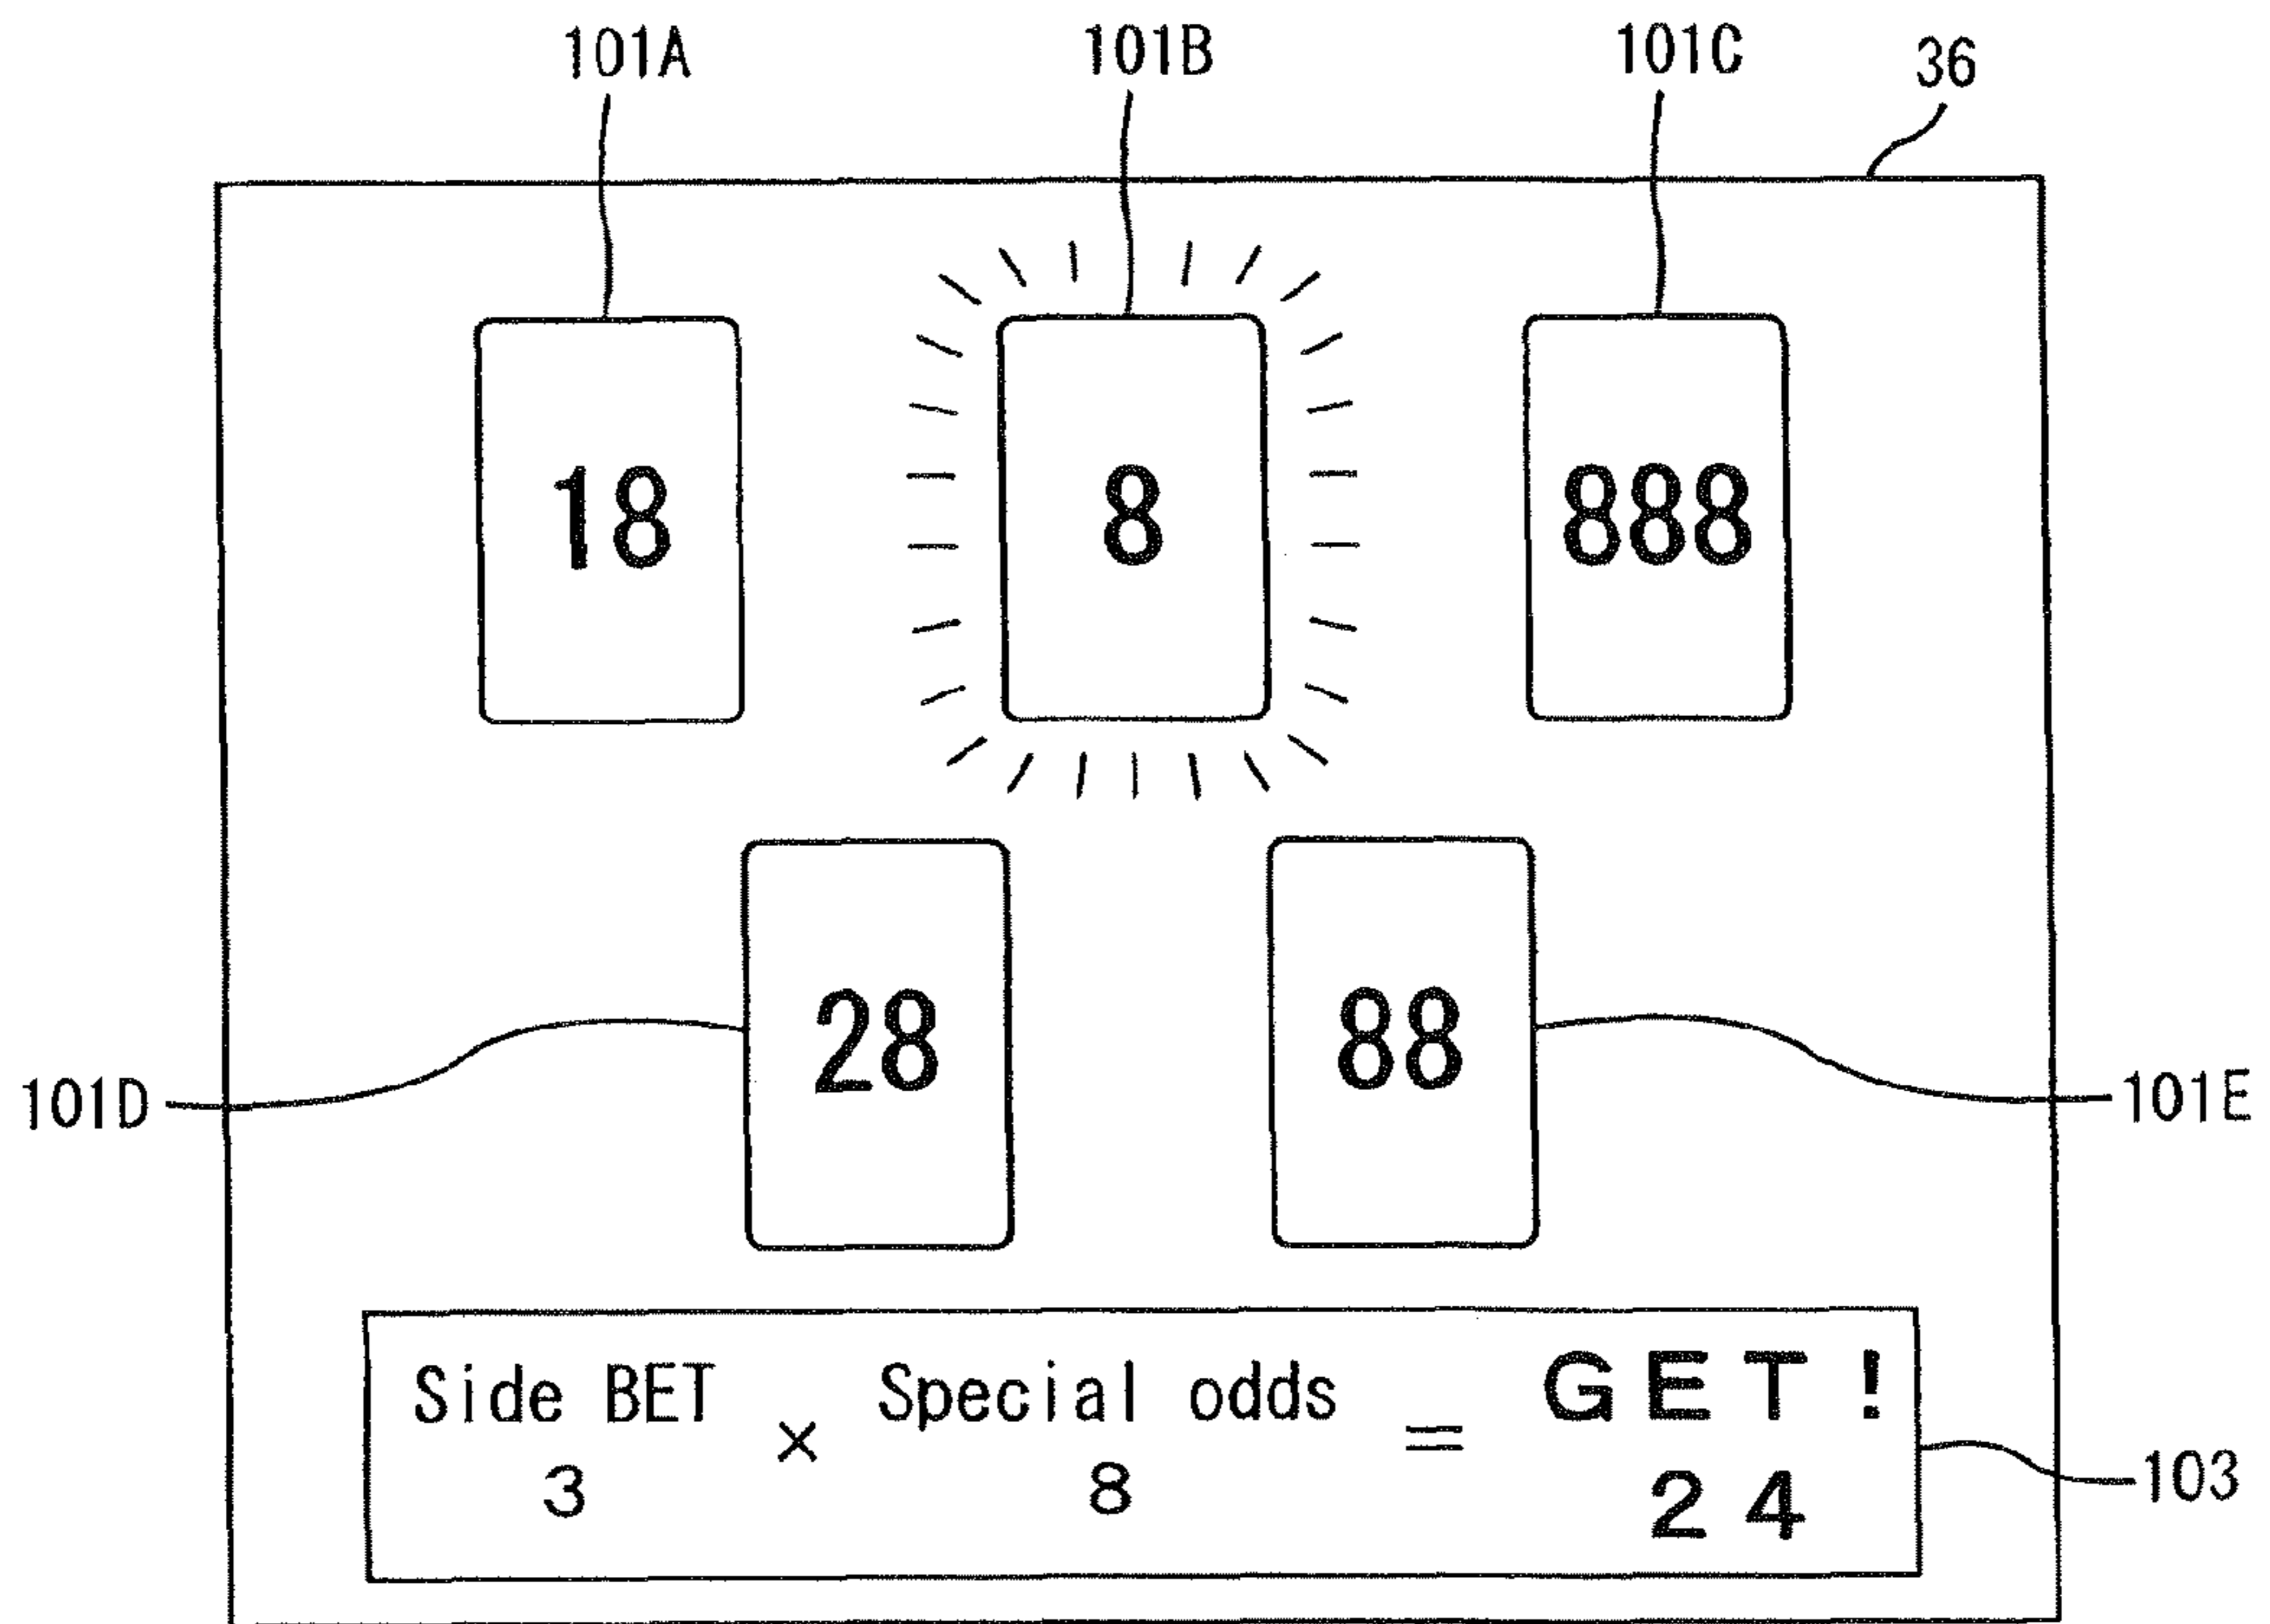 101A 101B 101C 36
18 8 888
28 88
101D 101E
Side BET × Special odds = GET!
3 8 24
103